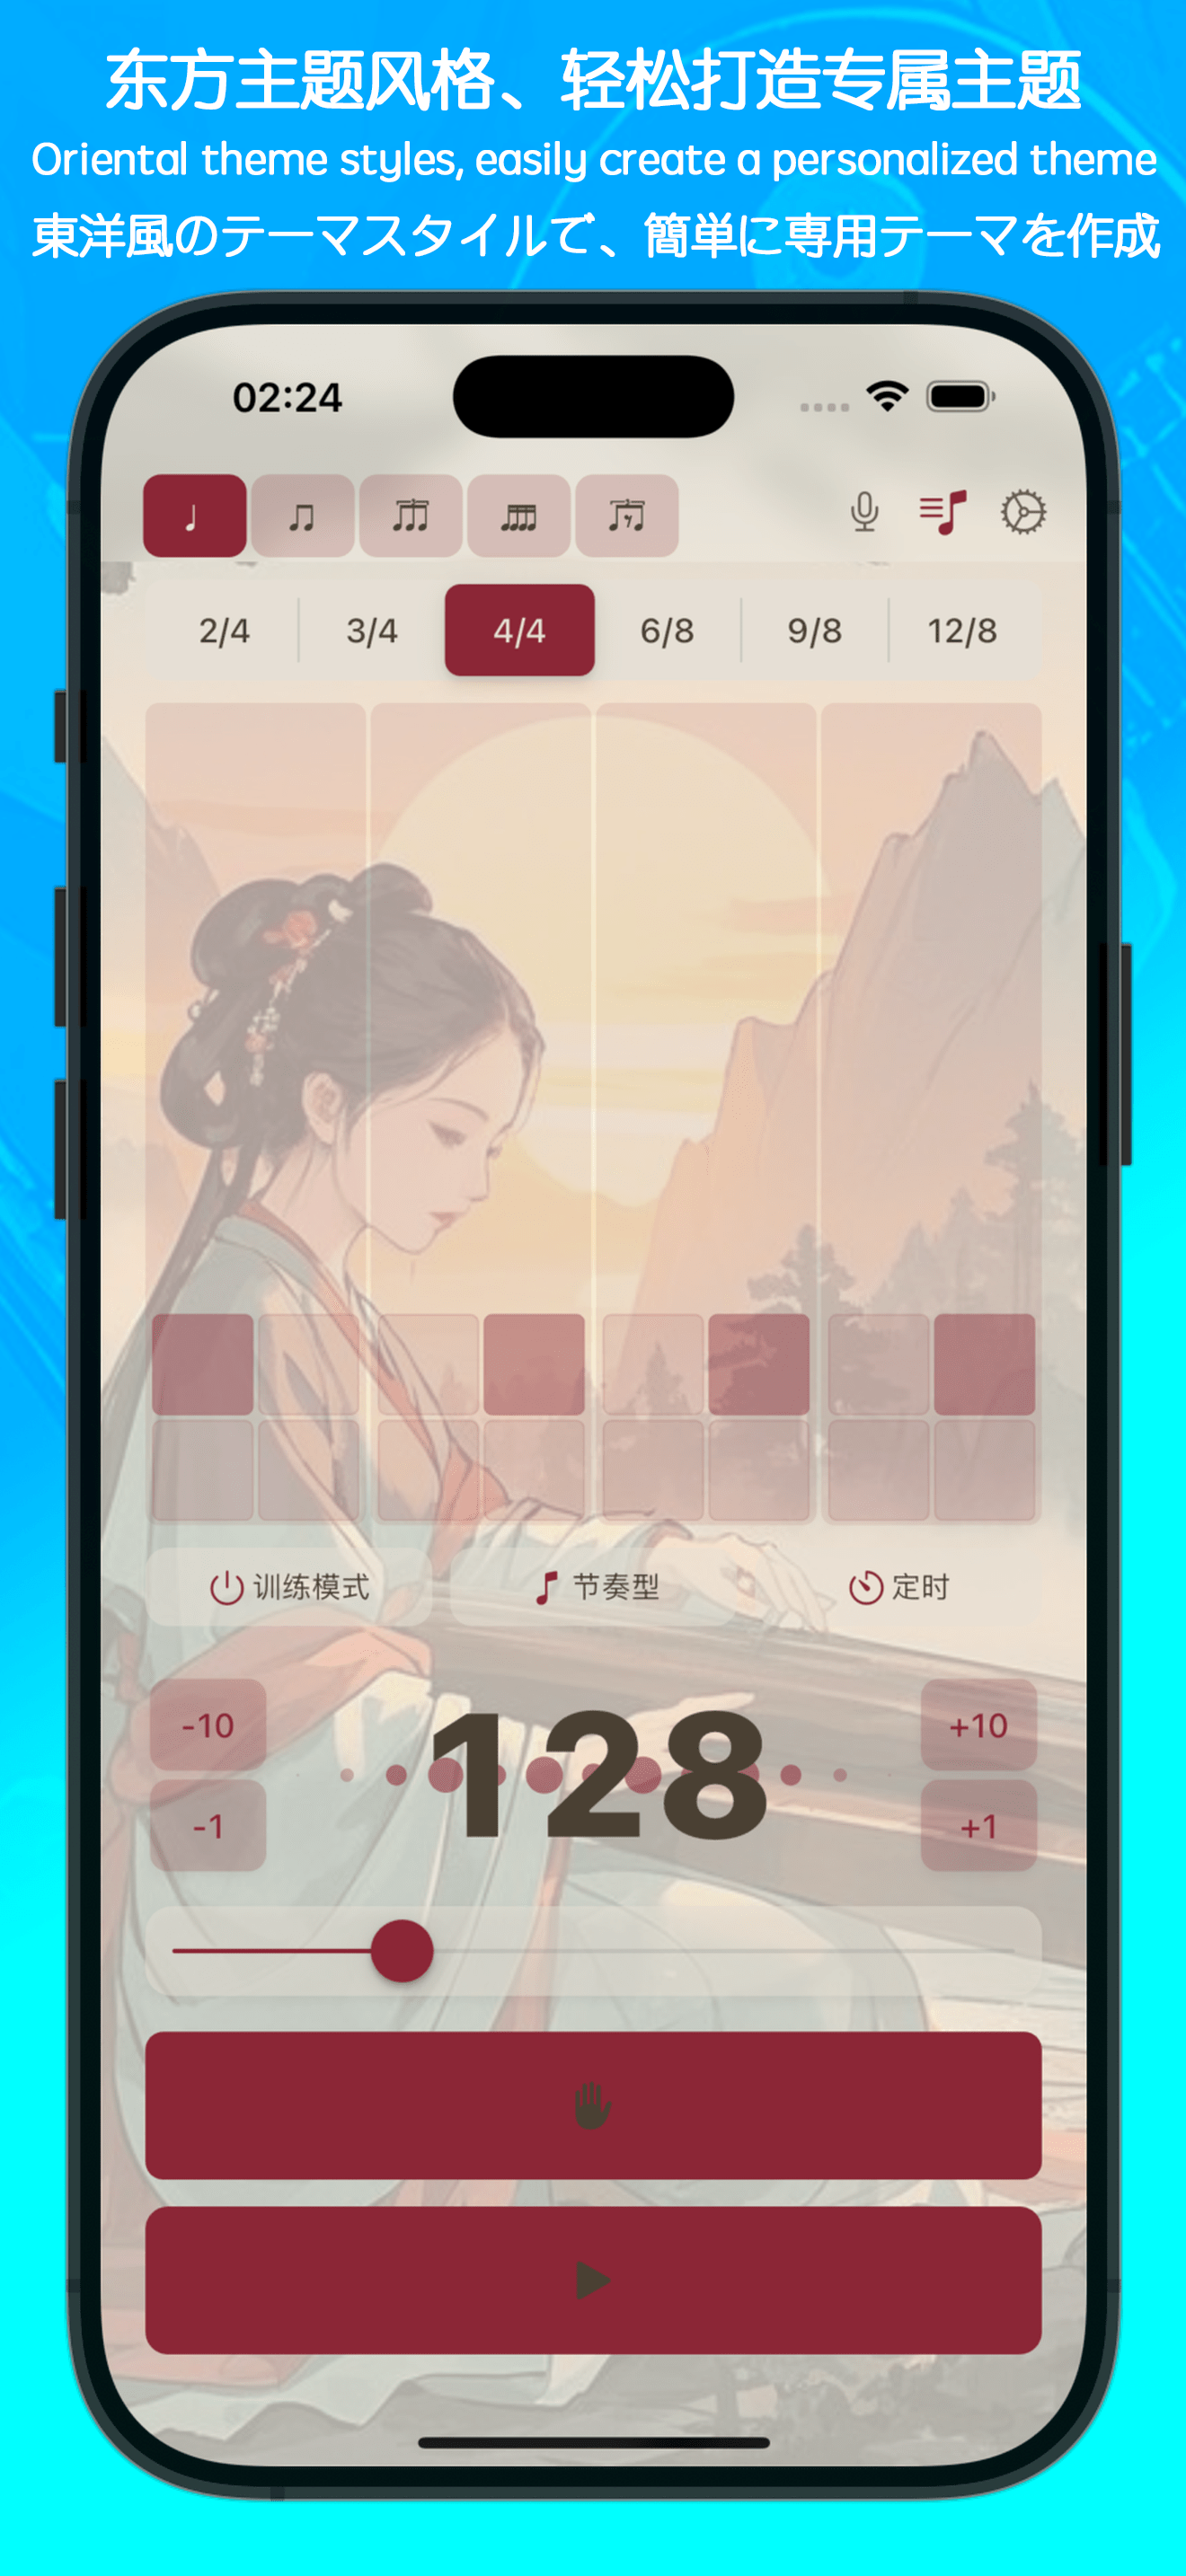 东方主题风格、轻松打造专属主题
Oriental theme styles, easily create a personalized theme
東洋風のテーマスタイルで、簡単に専用テーマを作成
02:24
2/4 3/4 4/4 6/8 9/8 12/8
训练模式 节奏型 定时
-10 128 +10
-1 +1